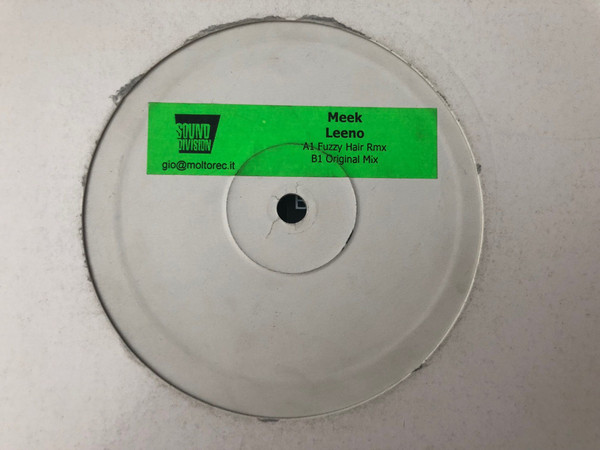 SOUND
DIVISION
gio@moltorec.it
Meek
Leeno
A1 Fuzzy Hair Rmx
B1 Original Mix